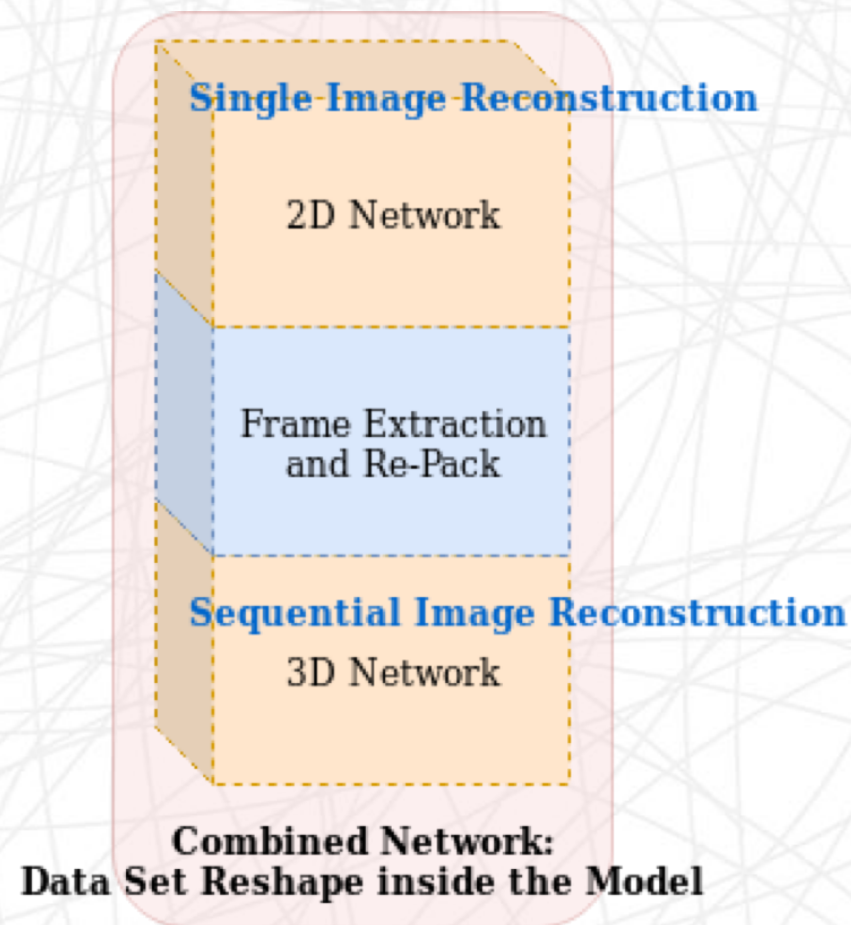 Single Image Reconstruction
2D Network
Frame Extraction
and Re-Pack
Sequential Image Reconstruction
3D Network
Combined Network:
Data Set Reshape inside the Model